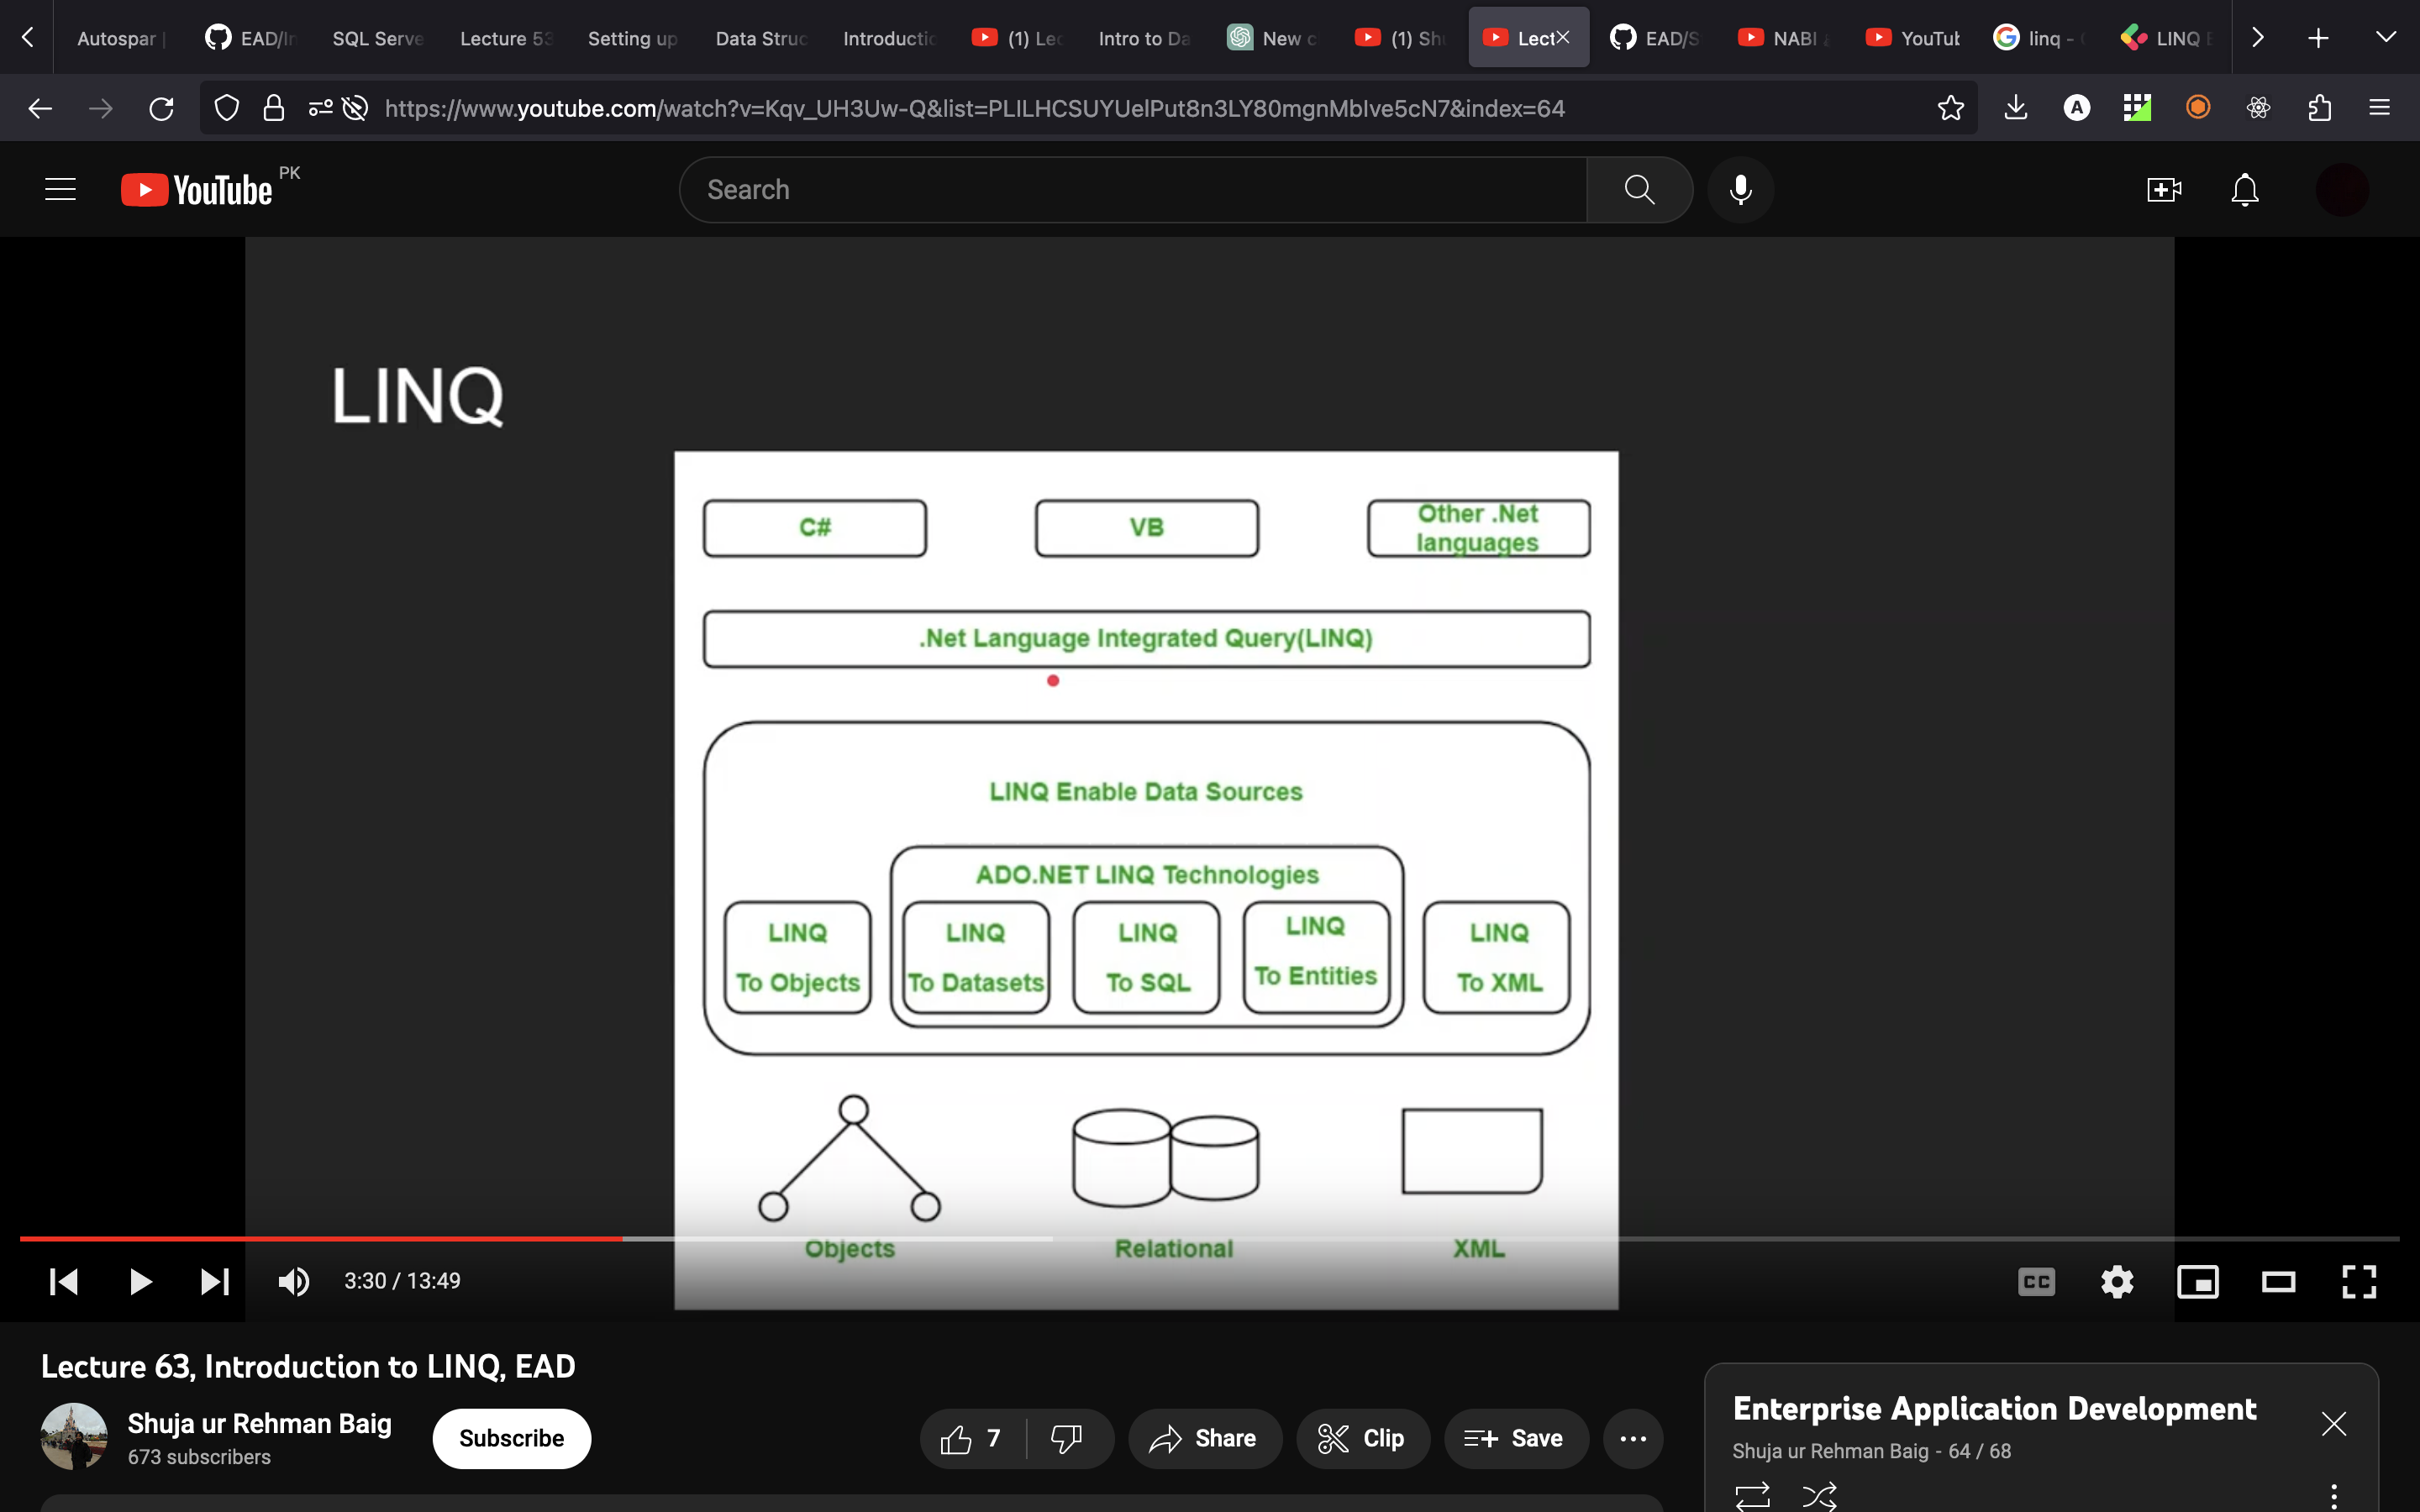 Autospar
EAD/In
SQL Serve
Lecture 53
Setting up
Data Struc
Introductio
(1) Lec
Intro to Da
New c
(1) Sh
Lect
EAD/S
NABI
YouTub
linq -
LINQ
https://www.youtube.com/watch?v=Kqv_UH3Uw-Q&list=PLlLHCSUYUelPut8n3LY80mgnMbIve5cN7&index=64
A
YouTube PK
Search
LINQ
C#
VB
Other .Net
languages
.Net Language Integrated Query(LINQ)
LINQ Enable Data Sources
ADO.NET LINQ Technologies
LINQ
To Objects
LINQ
To Datasets
LINQ
To SQL
LINQ
To Entities
LINQ
To XML
Objects
Relational
XML
3:30 / 13:49
CC
Lecture 63, Introduction to LINQ, EAD
Shuja ur Rehman Baig
673 subscribers
Subscribe
7
Share
Clip
Save
Enterprise Application Development
Shuja ur Rehman Baig - 64 / 68